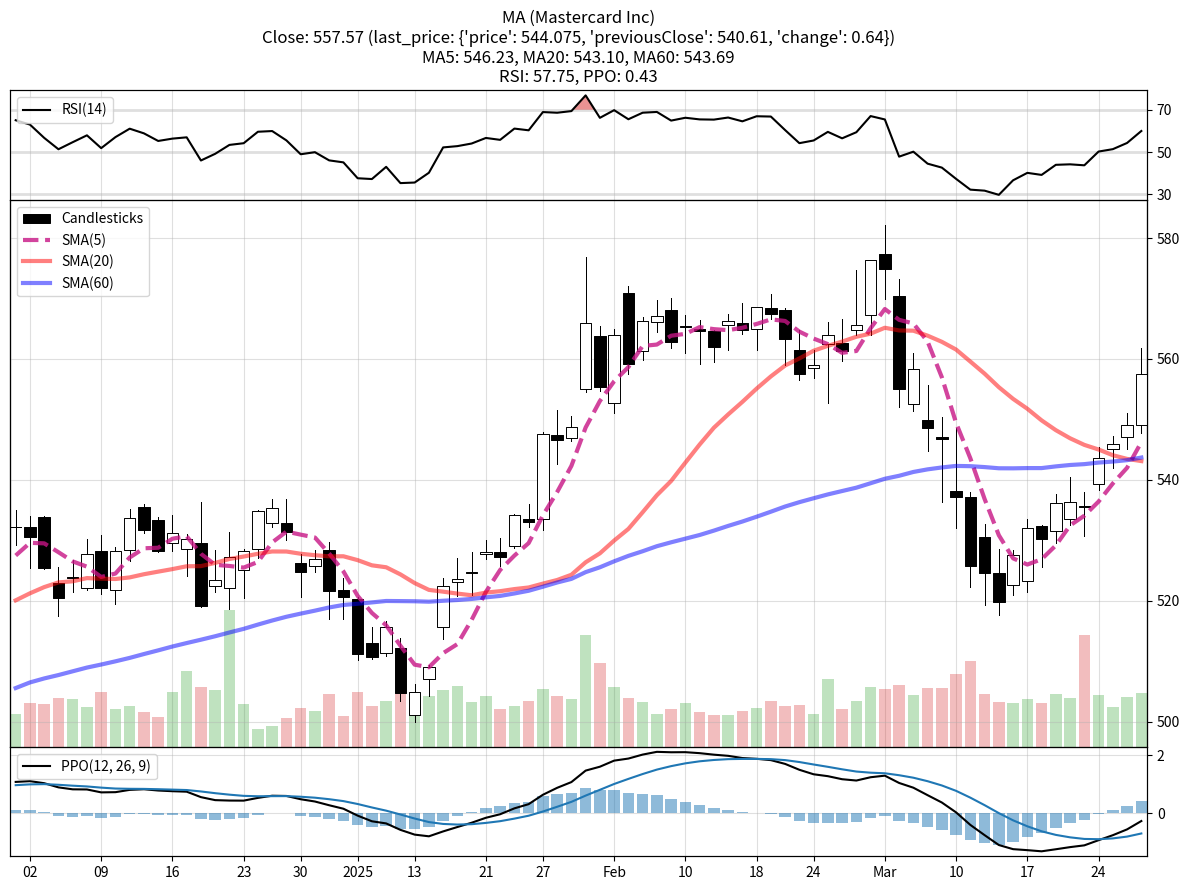 MA (Mastercard Inc)
Close: 557.57 (last_price: {'price': 544.075, 'previousClose': 540.61, 'change': 0.64})
MA5: 546.23, MA20: 543.10, MA60: 543.69
RSI: 57.75, PPO: 0.43
RSI(14)
70
50
30
Candlesticks
SMA(5)
SMA(20)
SMA(60)
580
560
540
520
500
PPO(12, 26, 9)
2
0
02 09 16 23 30 2025 13 21 27 Feb 10 18 24 Mar 10 17 24